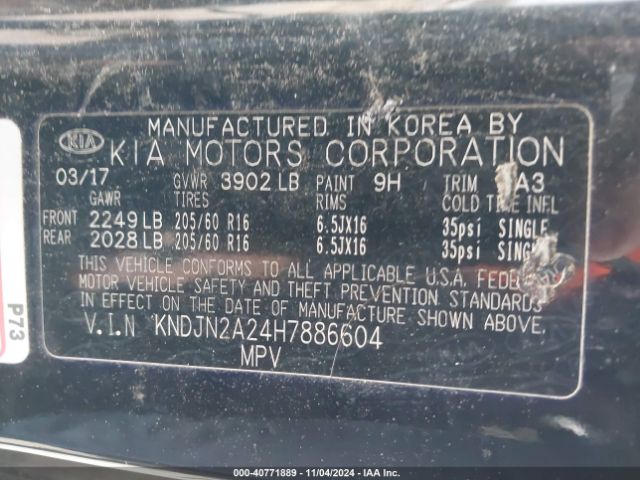 MANUFACTURED IN KOREA BY
KIA KIA MOTORS CORPORATION
03/17 GVWR 3902 LB PAINT 9H TRIM A3
GAWR TIRES RIMS COLD TIRE INFL
FRONT 2249 LB 205/60 R16 6.5JX16 35psi SINGLE
REAR 2028 LB 205/60 R16 6.5JX16 35psi
THIS VEHICLE CONFORMS TO ALL APPLICABLE U.S.A.
MOTOR VEHICLE SAFETY AND THEFT PREVENTION STANDARDS
IN EFFECT ON THE DATE OF MANUFACTURE SHOWN ABOVE.
V.I.N KNDJN2A24H7886604
MPV
P73
000-40771889 - 11/04/2024 - IAA Inc.